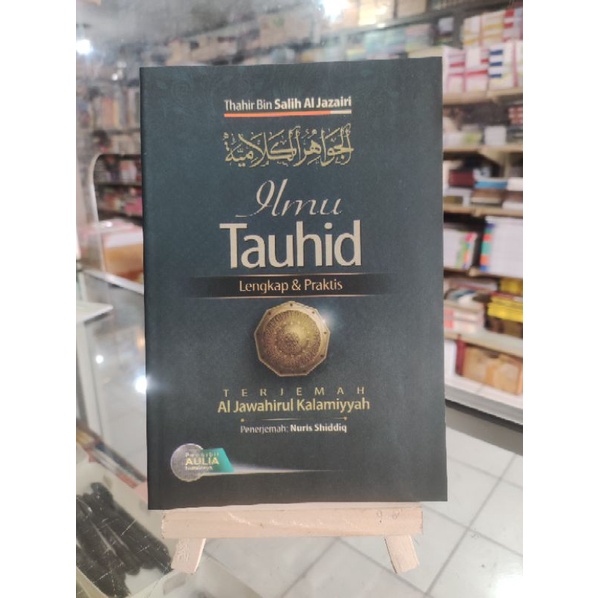 Thahir Bin Salih Al Jazairi
الجواهر الكلامية
Ilmu
Tauhid
Lengkap & Praktis
TERJEMAH
Al Jawahirul Kalamiyyah
Penerjemah: Nuris Shiddiq
Penerbit
AULIA